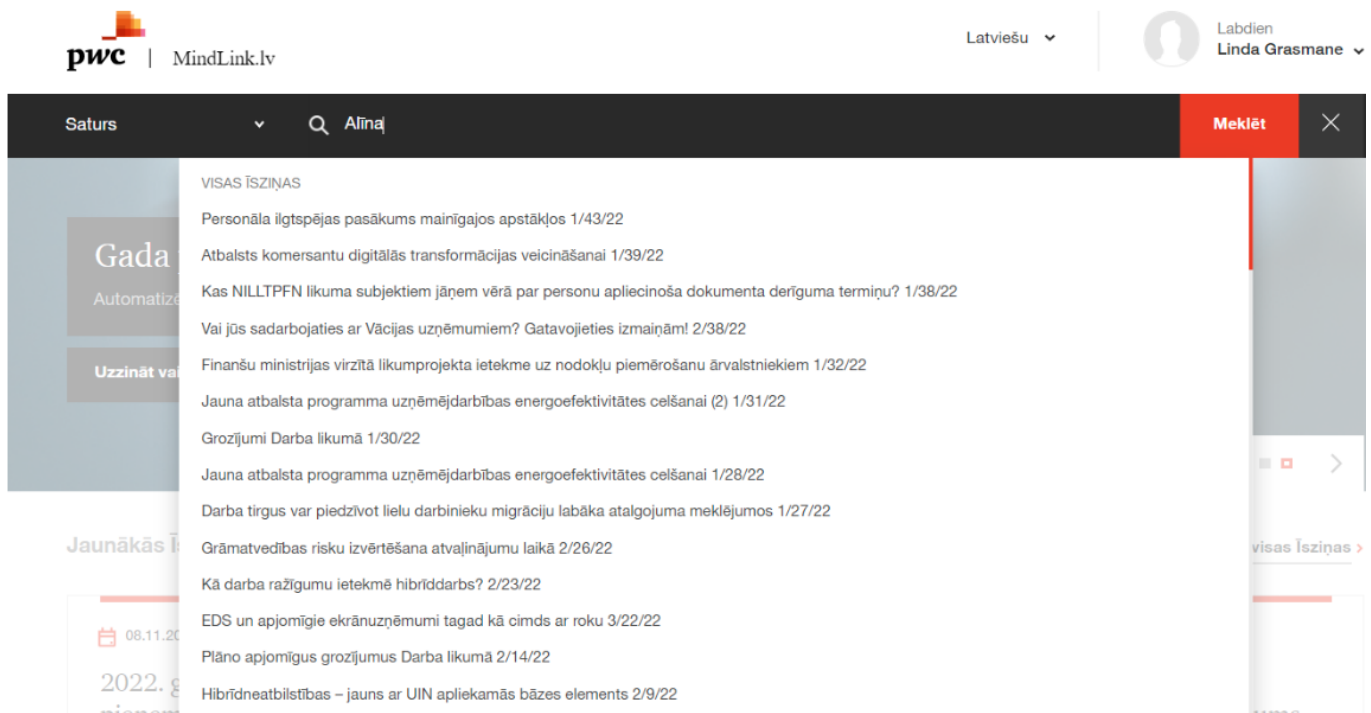 pwc | MindLink.lv
Latviešu
Labdien
Linda Grasmane
Saturs
Alīna
Meklēt
VISAS ĪSZIŅAS
Personāla ilgtspējas pasākums mainīgajos apstākļos 1/43/22
Atbalsts komersantu digitālās transformācijas veicināšanai 1/39/22
Kas NILLTPFN likuma subjektiem jāņem vērā par personu apliecinoša dokumenta derīguma termiņu? 1/38/22
Vai jūs sadarbojaties ar Vācijas uzņēmumiem? Gatavojieties izmaiņām! 2/38/22
Finanšu ministrijas virzītā likumprojekta ietekme uz nodokļu piemērošanu ārvalstniekiem 1/32/22
Jauna atbalsta programma uzņēmējdarbības energoefektivitātes celšanai (2) 1/31/22
Grozījumi Darba likumā 1/30/22
Jauna atbalsta programma uzņēmējdarbības energoefektivitātes celšanai 1/28/22
Darba tirgus var piedzīvot lielu darbinieku migrāciju labāka atalgojuma meklējumos 1/27/22
Grāmatvedības risku izvērtēšana atvaļinājumu laikā 2/26/22
Kā darba ražīgumu ietekmē hibrīddarbs? 2/23/22
EDS un apjomīgie ekrānuzņēmumi tagad kā cimds ar roku 3/22/22
Plāno apjomīgus grozījumus Darba likumā 2/14/22
Hibrīdneatbilstības – jauns ar UIN apliekamās bāzes elements 2/9/22
Gada
Automatizē
Uzzināt vai
Jaunākās Īs
visas Īsziņas
08.11.20
2022. g